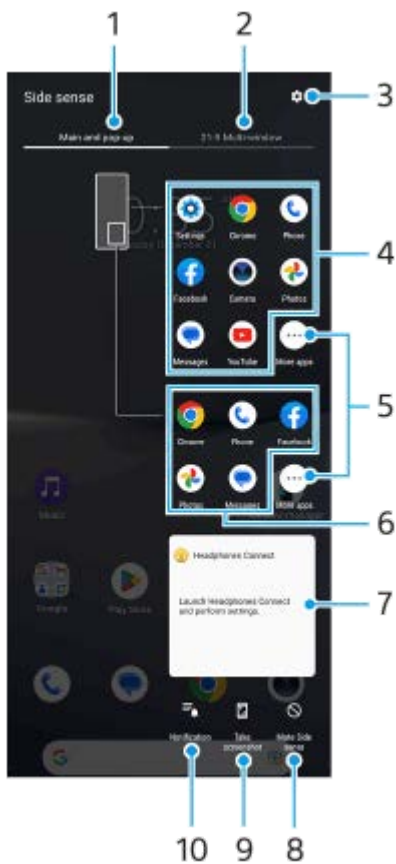 1
2
Side sense
3
Main and pop-up
21:9 Multi-window
Settings
Chrome
Phone
4
Facebook
Camera
Photos
Messages
YouTube
More apps
5
Chrome
Phone
Facebook
Photos
Messages
More apps
6
Music
Headphones Connect
Google
Play Store
Launch Headphones Connect
and perform settings.
7
Notification
Take
screenshot
Mute Side
sense
10
9
8